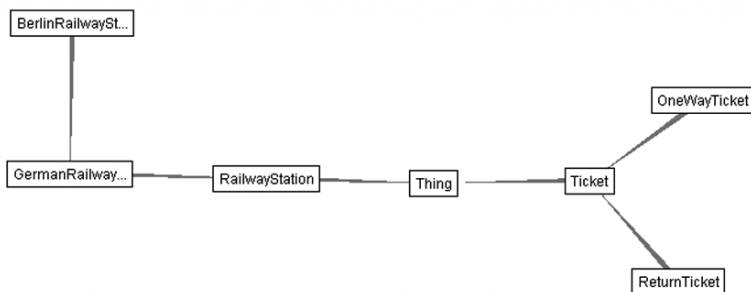 BerlinRailwaySt...
OneWayTicket
GermanRailway...
RailwayStation
Thing
Ticket
ReturnTicket